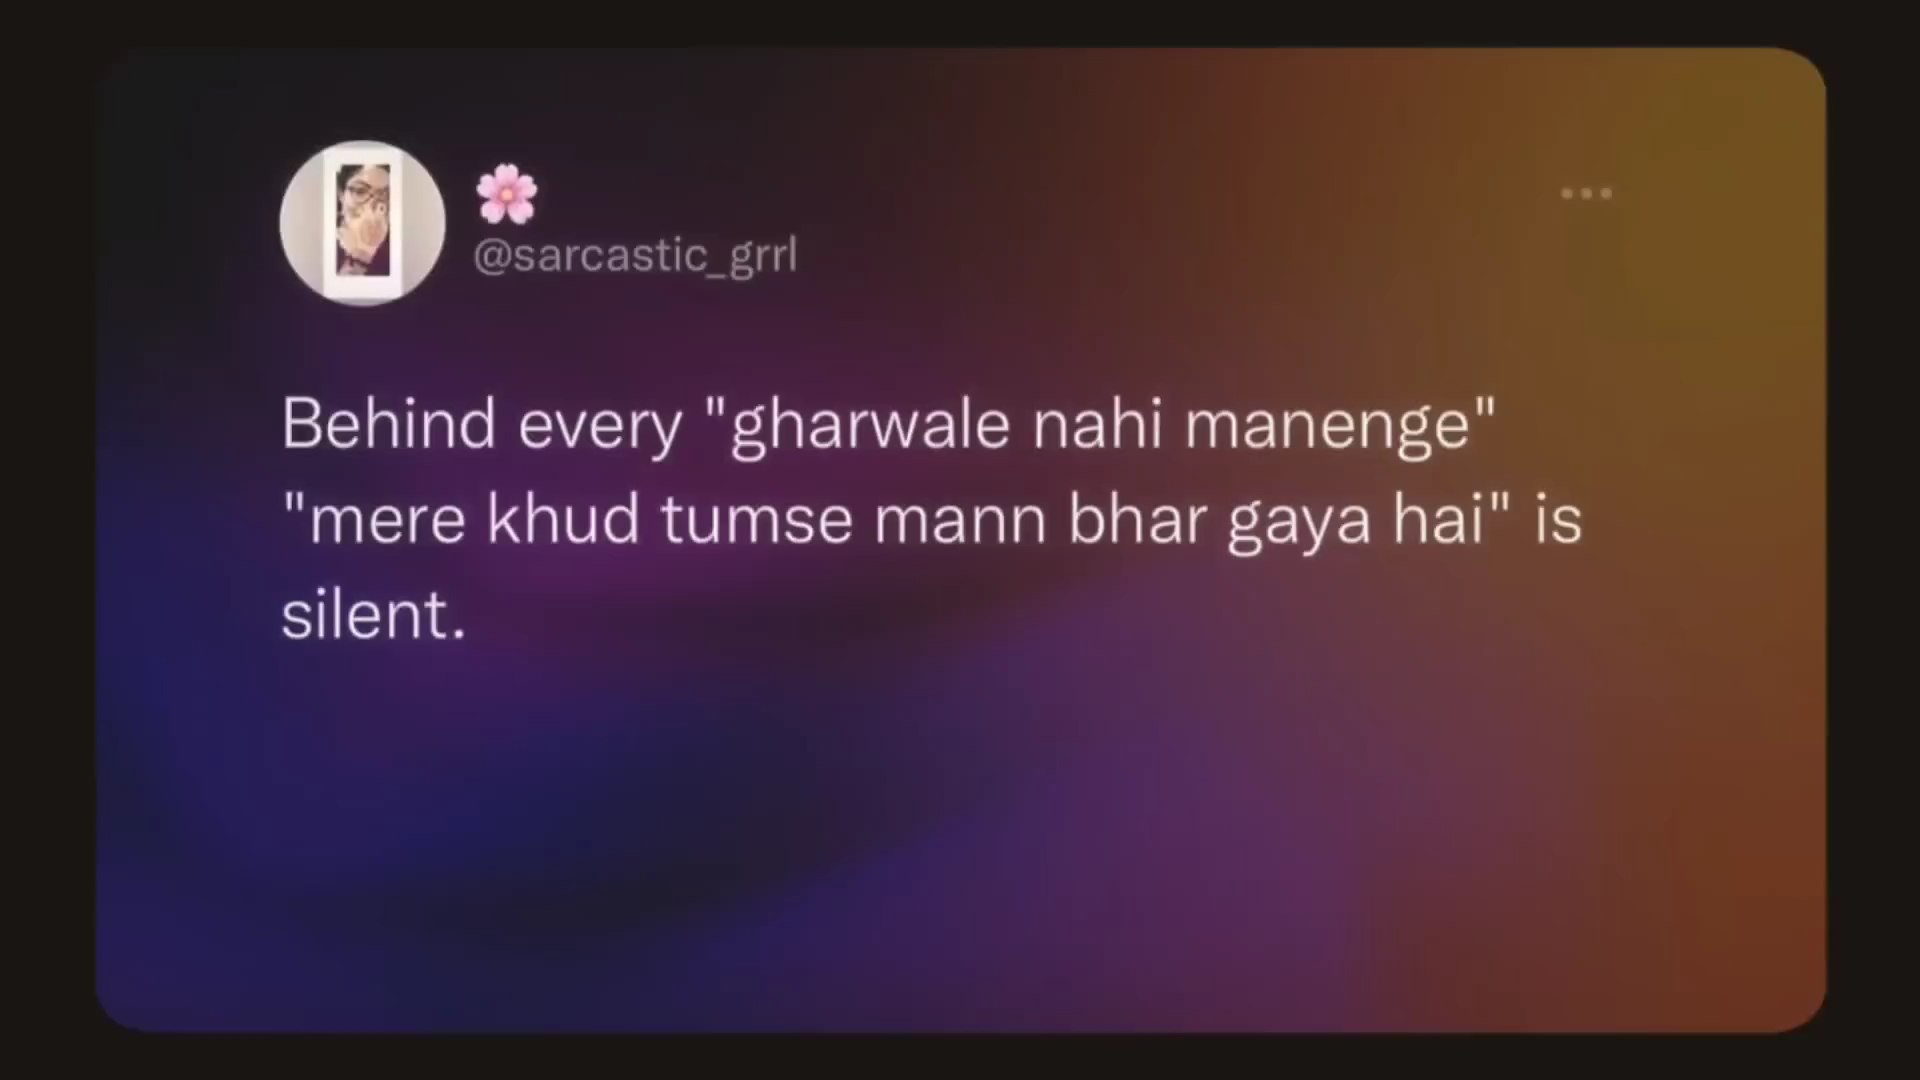 🌸
@sarcastic_grrl
Behind every "gharwale nahi manenge"
"mere khud tumse mann bhar gaya hai" is
silent.